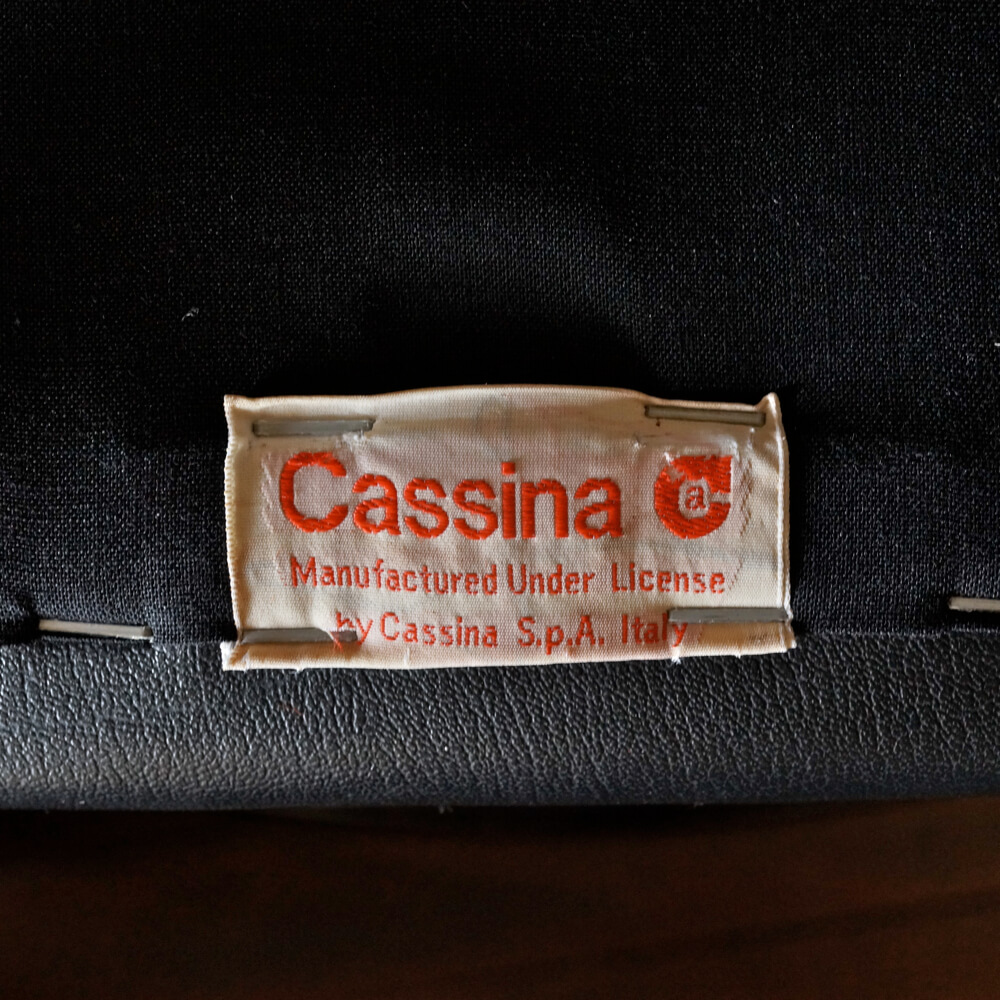 Cassina a
Manufactured Under License
by Cassina S.p.A. Italy